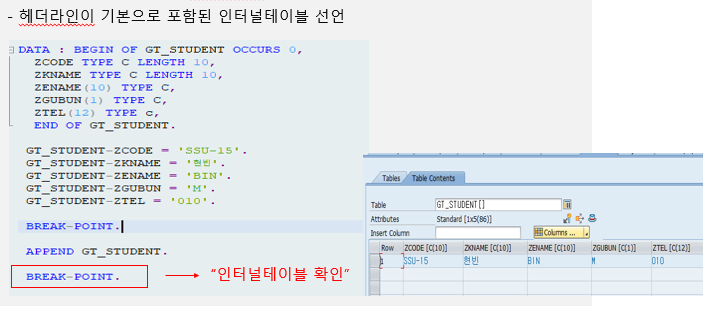 - 헤더라인이 기본으로 포함된 인터널테이블 선언
DATA : BEGIN OF GT_STUDENT OCCURS 0,
ZCODE TYPE C LENGTH 10,
ZKNAME TYPE C LENGTH 10,
ZENAME(10) TYPE C,
ZGUBUN(1) TYPE C,
ZTEL(12) TYPE c,
END OF GT_STUDENT.
GT_STUDENT-ZCODE = 'SSU-15'.
GT_STUDENT-ZKNAME = '현빈'.
GT_STUDENT-ZENAME = 'BIN'.
GT_STUDENT-ZGUBUN = 'M'.
GT_STUDENT-ZTEL = '010'.
BREAK-POINT.
APPEND GT_STUDENT.
BREAK-POINT.
“인터널테이블 확인”
Tables Table Contents
Table GT_STUDENT[]
Attributes Standard [1x5(86)]
Insert Column Columns ...
Row ZCODE [C(10)] ZKNAME [C(10)] ZENAME [C(10)] ZGUBUN [C(1)] ZTEL [C(12)]
1 SSU-15 현빈 BIN M 010